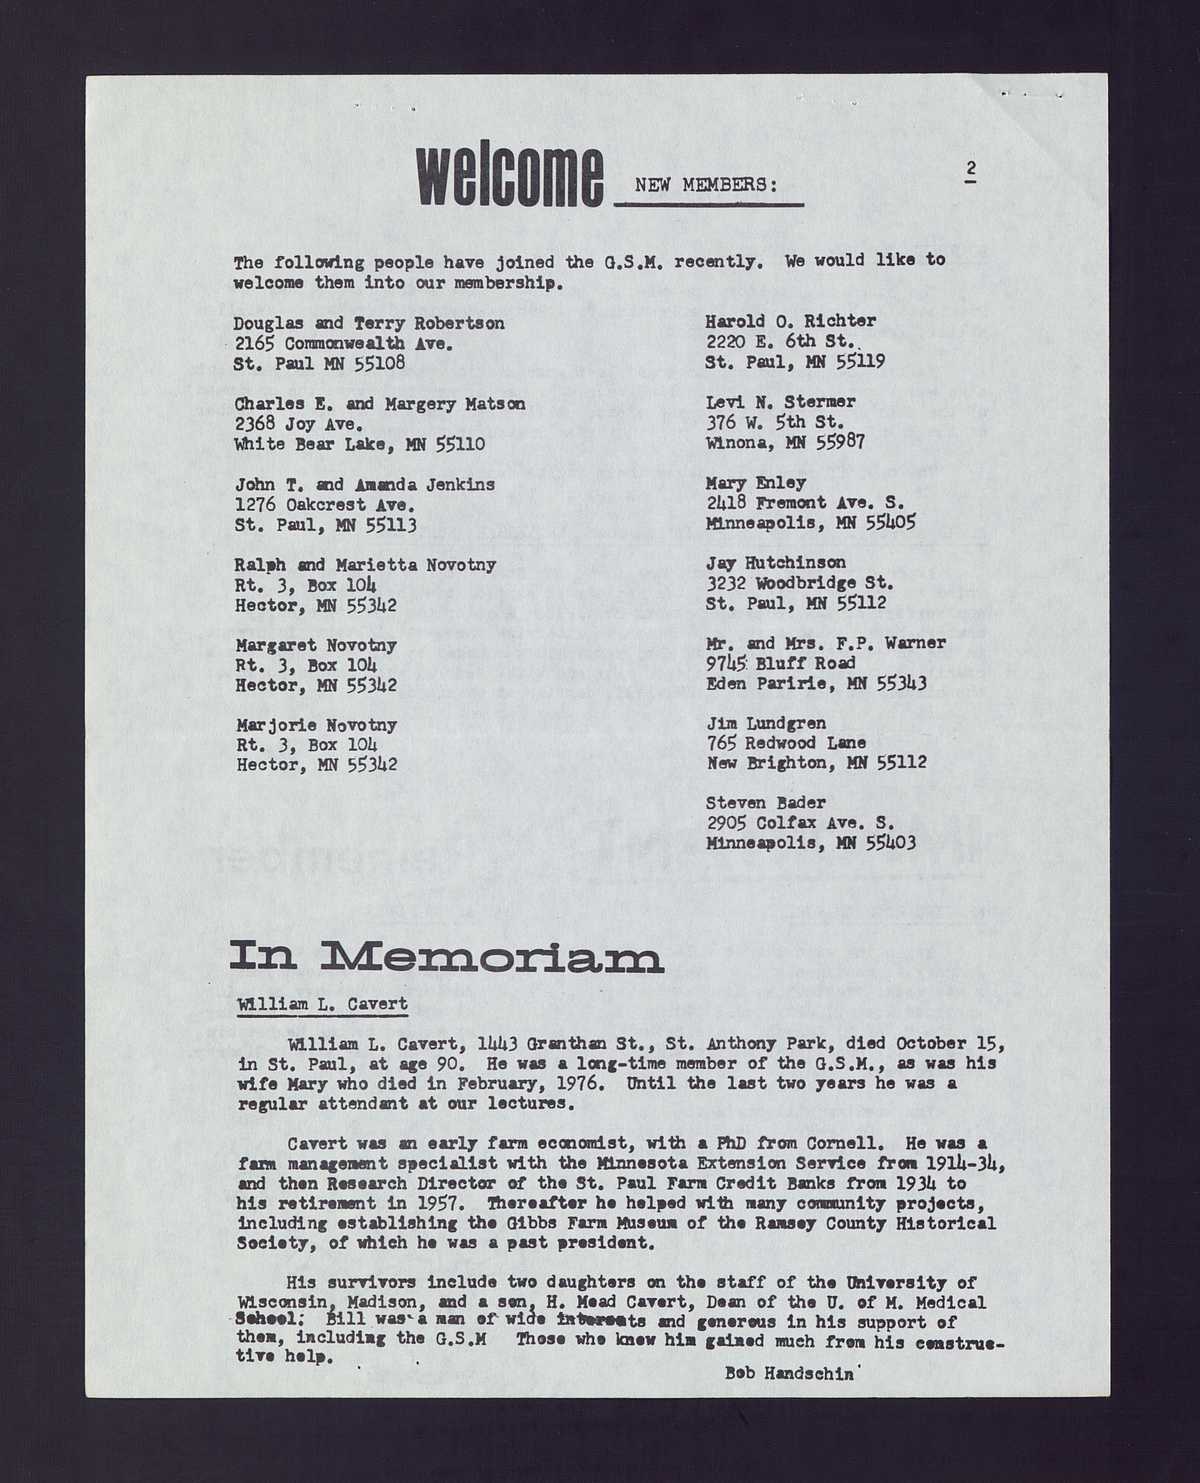 welcome NEW MEMBERS:
2
The following people have joined the G.S.M. recently. We would like to
welcome them into our membership.
Douglas and Terry Robertson
2165 Commonwealth Ave.
St. Paul MN 55108
Charles E. and Margery Matson
2368 Joy Ave.
White Bear Lake, MN 55110
John T. and Amanda Jenkins
1276 Oakcrest Ave.
St. Paul, MN 55113
Ralph and Marietta Novotny
Rt. 3, Box 104
Hector, MN 55342
Margaret Novotny
Rt. 3, Box 104
Hector, MN 55342
Marjorie Novotny
Rt. 3, Box 104
Hector, MN 55342
Harold O. Richter
2220 E. 6th St.
St. Paul, MN 55119
Levi N. Stermer
376 W. 5th St.
Winona, MN 55987
Mary Enley
2418 Fremont Ave. S.
Minneapolis, MN 55405
Jay Hutchinson
3232 Woodbridge St.
St. Paul, MN 55112
Mr. and Mrs. F.P. Warner
9745 Bluff Road
Eden Paririe, MN 55343
Jim Lundgren
765 Redwood Lane
New Brighton, MN 55112
Steven Bader
2905 Colfax Ave. S.
Minneapolis, MN 55403
In Memoriam
William L. Cavert
William L. Cavert, 1443 Granthan St., St. Anthony Park, died October 15,
in St. Paul, at age 90. He was a long-time member of the G.S.M., as was his
wife Mary who died in February, 1976. Until the last two years he was a
regular attendant at our lectures.
Cavert was an early farm economist, with a PhD from Cornell. He was a
farm management specialist with the Minnesota Extension Service from 1914-34,
and then Research Director of the St. Paul Farm Credit Banks from 1934 to
his retirement in 1957. Thereafter he helped with many community projects,
including establishing the Gibbs Farm Museum of the Ramsey County Historical
Society, of which he was a past president.
His survivors include two daughters on the staff of the University of
Wisconsin, Madison, and a son, H. Mead Cavert, Dean of the U. of M. Medical
School; Bill was a man of wide interests and generous in his support of
them, including the G.S.M Those who knew him gained much from his construc-
tive help.
Bob Handschin